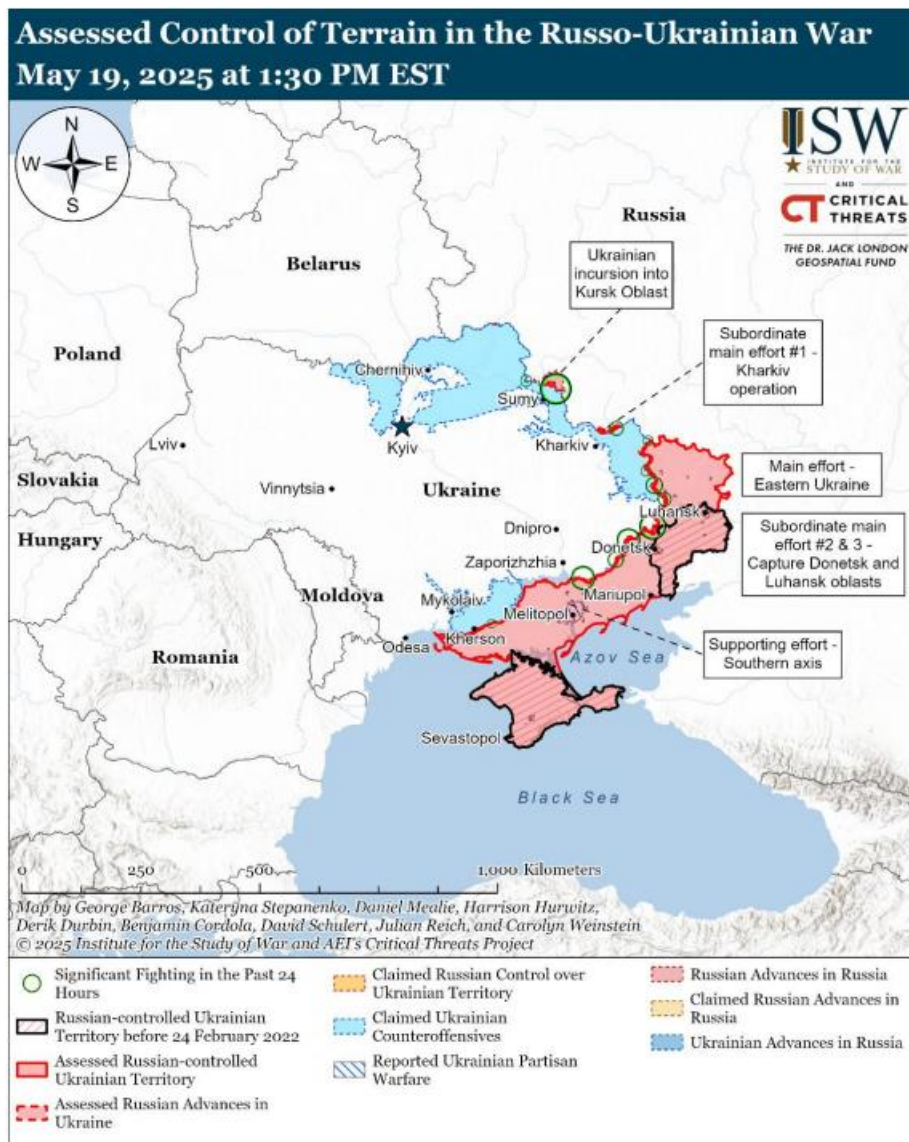 Assessed Control of Terrain in the Russo-Ukrainian War
May 19, 2025 at 1:30 PM EST
N
W
E
S
ISW
INSTITUTE FOR THE
STUDY OF WAR
AND
CT CRITICAL
THREATS
THE DR. JACK LONDON
GEOSPATIAL FUND
Russia
Belarus
Ukrainian
incursion into
Kursk Oblast
Poland
Subordinate
main effort #1 -
Kharkiv
operation
Chernihiv
Sumy
Lviv
Kyiv
Kharkiv
Slovakia
Main effort -
Eastern Ukraine
Vinnytsia
Ukraine
Luhansk
Hungary
Dnipro
Donetsk
Subordinate main
effort #2 & 3 -
Capture Donetsk and
Luhansk oblasts
Zaporizhzhia
Moldova
Mykolaiv
Mariupol
Melitopol
Kherson
Odesa
Romania
Azov Sea
Supporting effort -
Southern axis
Sevastopol
Black Sea
0
250
500
1,000 Kilometers
Map by George Barros, Kateryna Stepanenko, Daniel Mealie, Harrison Hurwitz,
Derik Durbin, Benjamin Cordola, David Schulert, Julian Reich, and Carolyn Weinstein
© 2025 Institute for the Study of War and AEI's Critical Threats Project
Significant Fighting in the Past 24
Hours
Russian-controlled Ukrainian
Territory before 24 February 2022
Assessed Russian-controlled
Ukrainian Territory
Assessed Russian Advances in
Ukraine
Claimed Russian Control over
Ukrainian Territory
Claimed Ukrainian
Counteroffensives
Reported Ukrainian Partisan
Warfare
Russian Advances in Russia
Claimed Russian Advances in
Russia
Ukrainian Advances in Russia